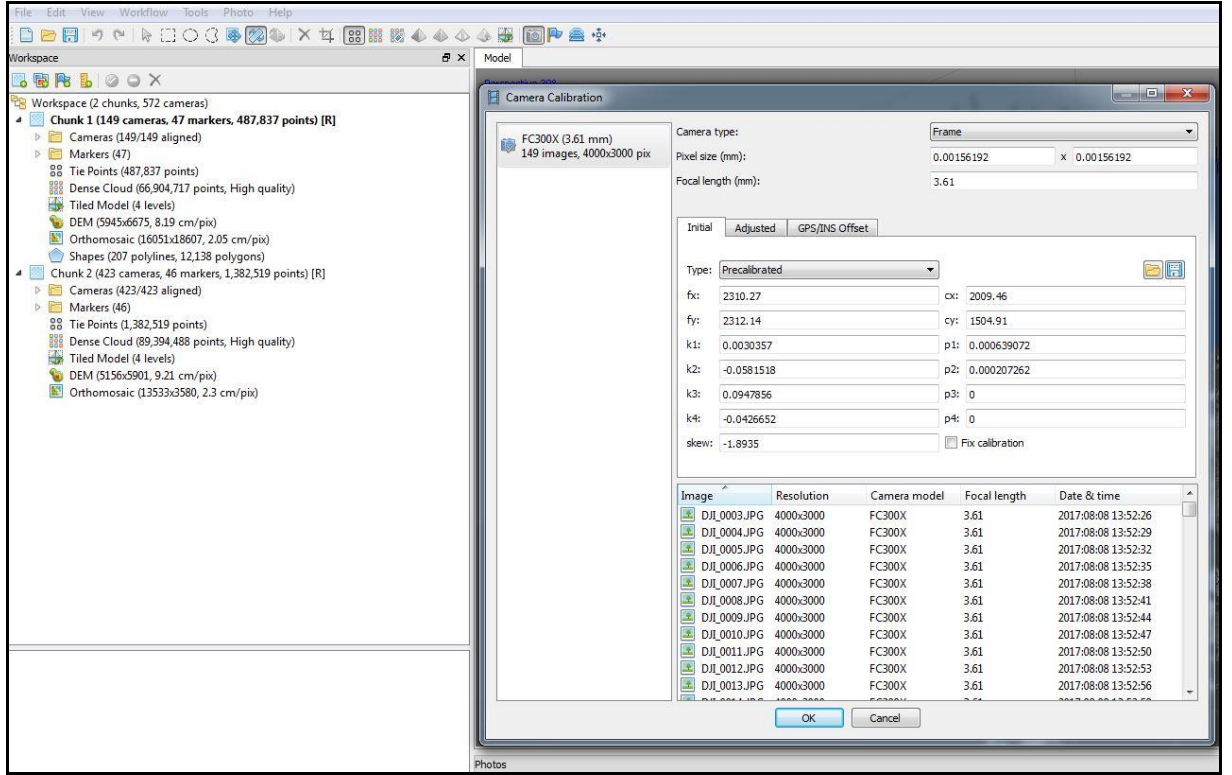 File Edit View Workflow Tools Photo Help
Workspace
Workspace (2 chunks, 572 cameras)
Chunk 1 (149 cameras, 47 markers, 487,837 points) [R]
Cameras (149/149 aligned)
Markers (47)
Tie Points (487,837 points)
Dense Cloud (66,904,717 points, High quality)
Tiled Model (4 levels)
DEM (5945x6675, 8.19 cm/pix)
Orthomosaic (16051x18607, 2.05 cm/pix)
Shapes (207 polylines, 12,138 polygons)
Chunk 2 (423 cameras, 46 markers, 1,382,519 points) [R]
Cameras (423/423 aligned)
Markers (46)
Tie Points (1,382,519 points)
Dense Cloud (89,394,488 points, High quality)
Tiled Model (4 levels)
DEM (5156x5901, 9.21 cm/pix)
Orthomosaic (13533x3580, 2.3 cm/pix)
Model
Camera Calibration
FC300X (3.61 mm)
149 images, 4000x3000 pix
Camera type: Frame
Pixel size (mm): 0.00156192 x 0.00156192
Focal length (mm): 3.61
Initial Adjusted GPS/INS Offset
Type: Precalibrated
fx: 2310.27 cx: 2009.46
fy: 2312.14 cy: 1504.91
k1: 0.0030357 p1: 0.000639072
k2: -0.0581518 p2: 0.000207262
k3: 0.0947856 p3: 0
k4: -0.0426652 p4: 0
skew: -1.8935 Fix calibration
Image Resolution Camera model Focal length Date & time
DJI_0003.JPG 4000x3000 FC300X 3.61 2017:08:08 13:52:26
DJI_0004.JPG 4000x3000 FC300X 3.61 2017:08:08 13:52:29
DJI_0005.JPG 4000x3000 FC300X 3.61 2017:08:08 13:52:32
DJI_0006.JPG 4000x3000 FC300X 3.61 2017:08:08 13:52:35
DJI_0007.JPG 4000x3000 FC300X 3.61 2017:08:08 13:52:38
DJI_0008.JPG 4000x3000 FC300X 3.61 2017:08:08 13:52:41
DJI_0009.JPG 4000x3000 FC300X 3.61 2017:08:08 13:52:44
DJI_0010.JPG 4000x3000 FC300X 3.61 2017:08:08 13:52:47
DJI_0011.JPG 4000x3000 FC300X 3.61 2017:08:08 13:52:50
DJI_0012.JPG 4000x3000 FC300X 3.61 2017:08:08 13:52:53
DJI_0013.JPG 4000x3000 FC300X 3.61 2017:08:08 13:52:56
OK Cancel
Photos